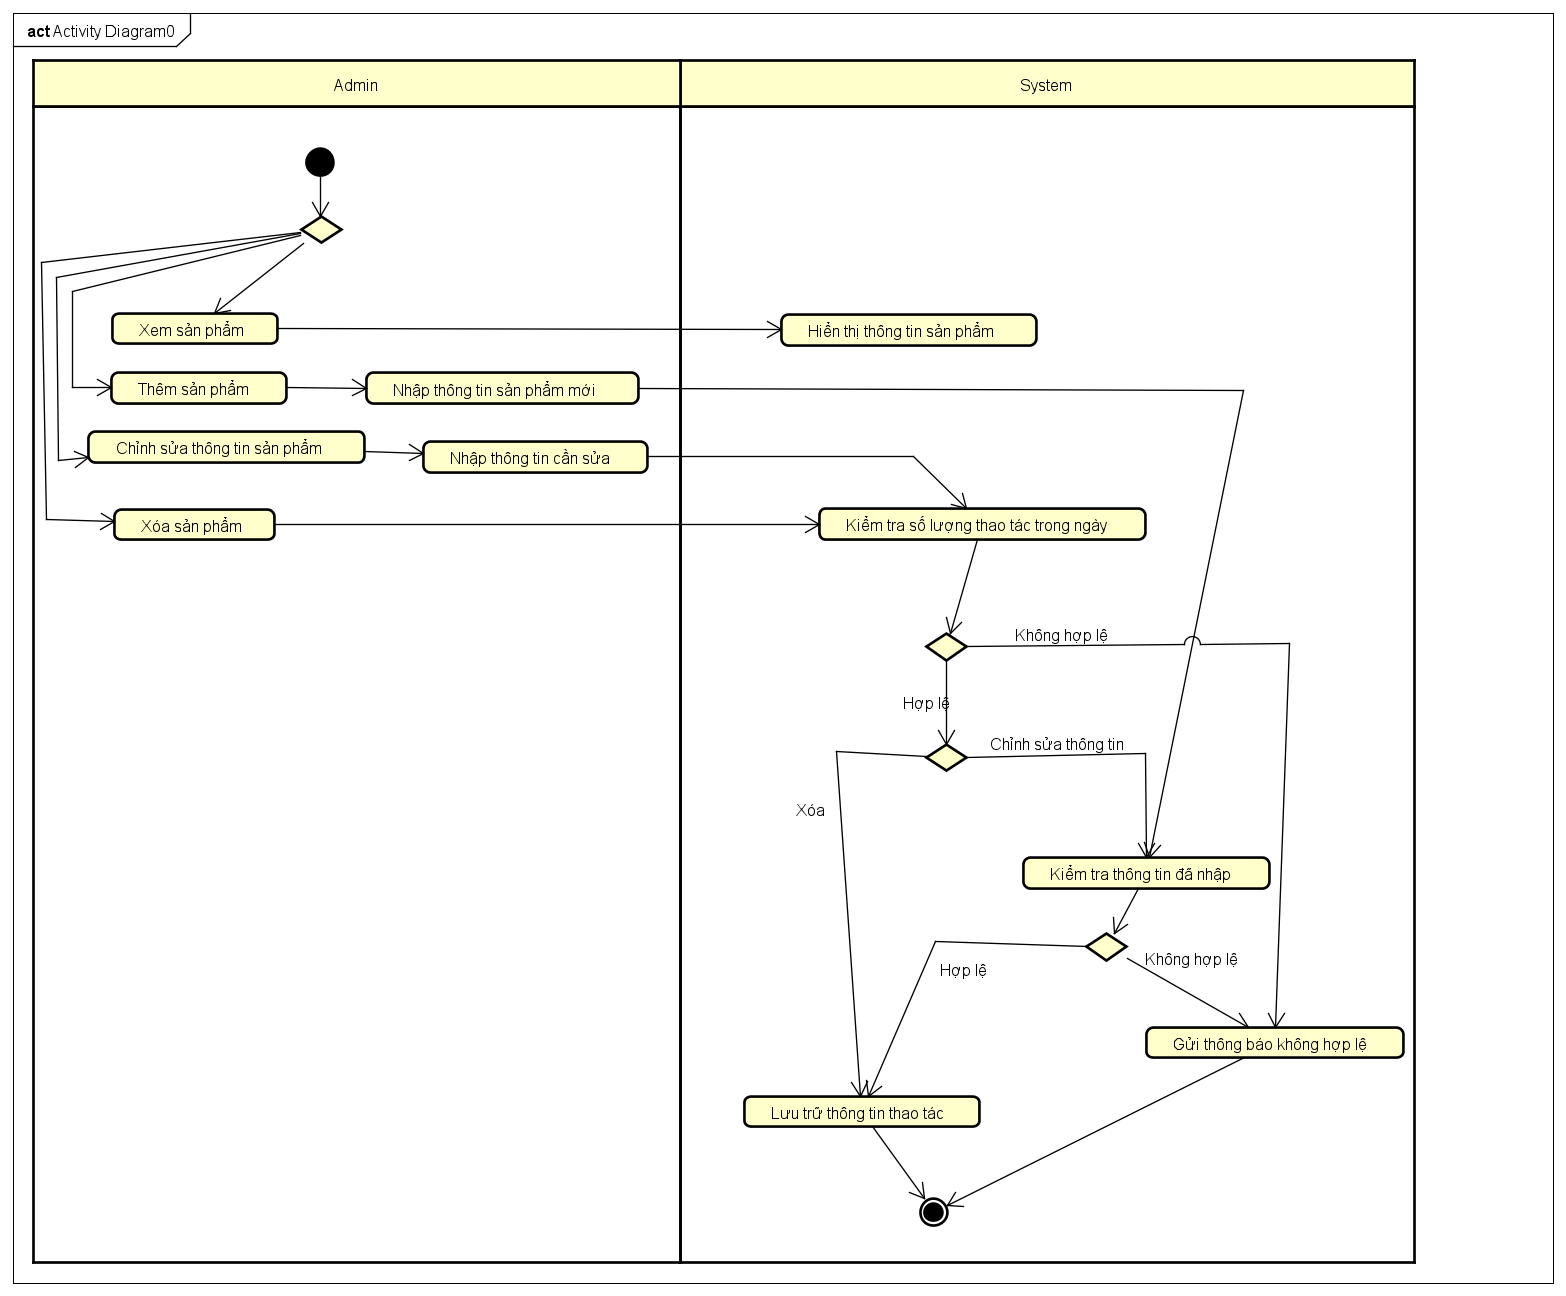 act Activity Diagram0
Admin
System
Xem sản phẩm
Hiển thị thông tin sản phẩm
Thêm sản phẩm
Nhập thông tin sản phẩm mới
Chỉnh sửa thông tin sản phẩm
Nhập thông tin cần sửa
Xóa sản phẩm
Kiểm tra số lượng thao tác trong ngày
Không hợp lệ
Hợp lệ
Chỉnh sửa thông tin
Xóa
Kiểm tra thông tin đã nhập
Không hợp lệ
Hợp lệ
Gửi thông báo không hợp lệ
Lưu trữ thông tin thao tác